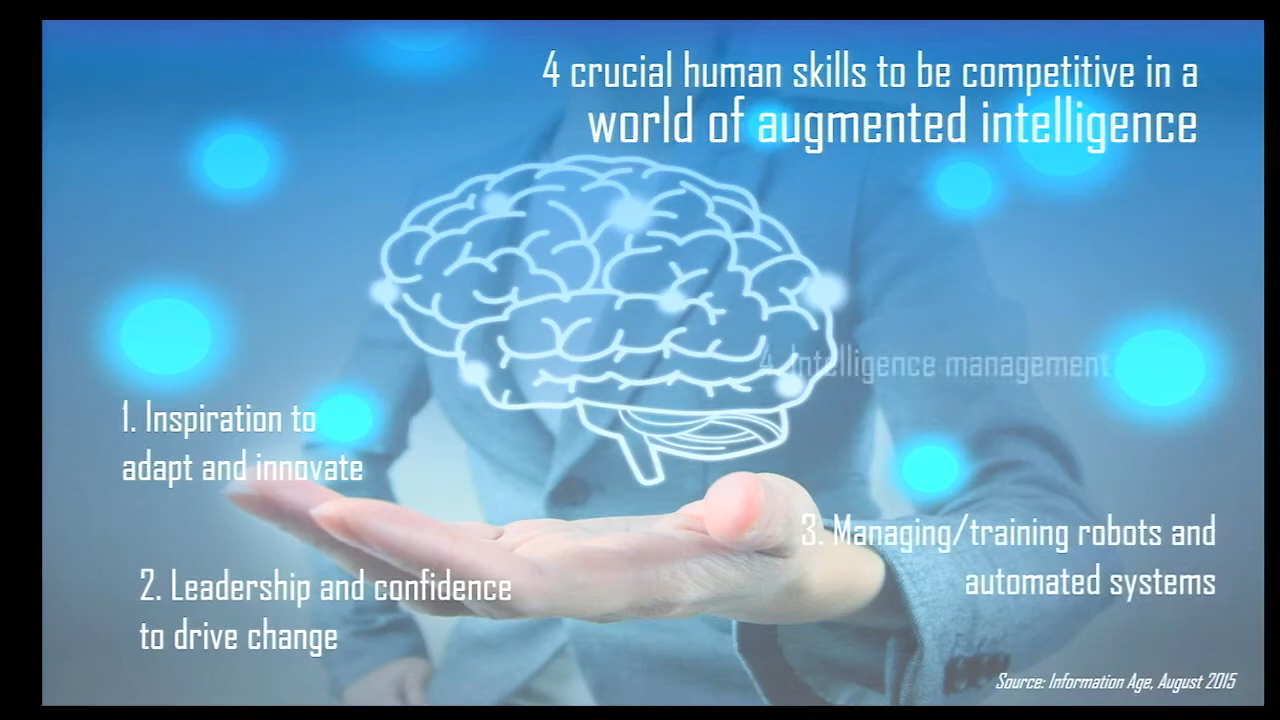 4 crucial human skills to be competitive in a
world of augmented intelligence
1. Inspiration to
adapt and innovate
2. Leadership and confidence
to drive change
3. Managing/training robots and
automated systems
4. Intelligence management
Source: Information Age, August 2015